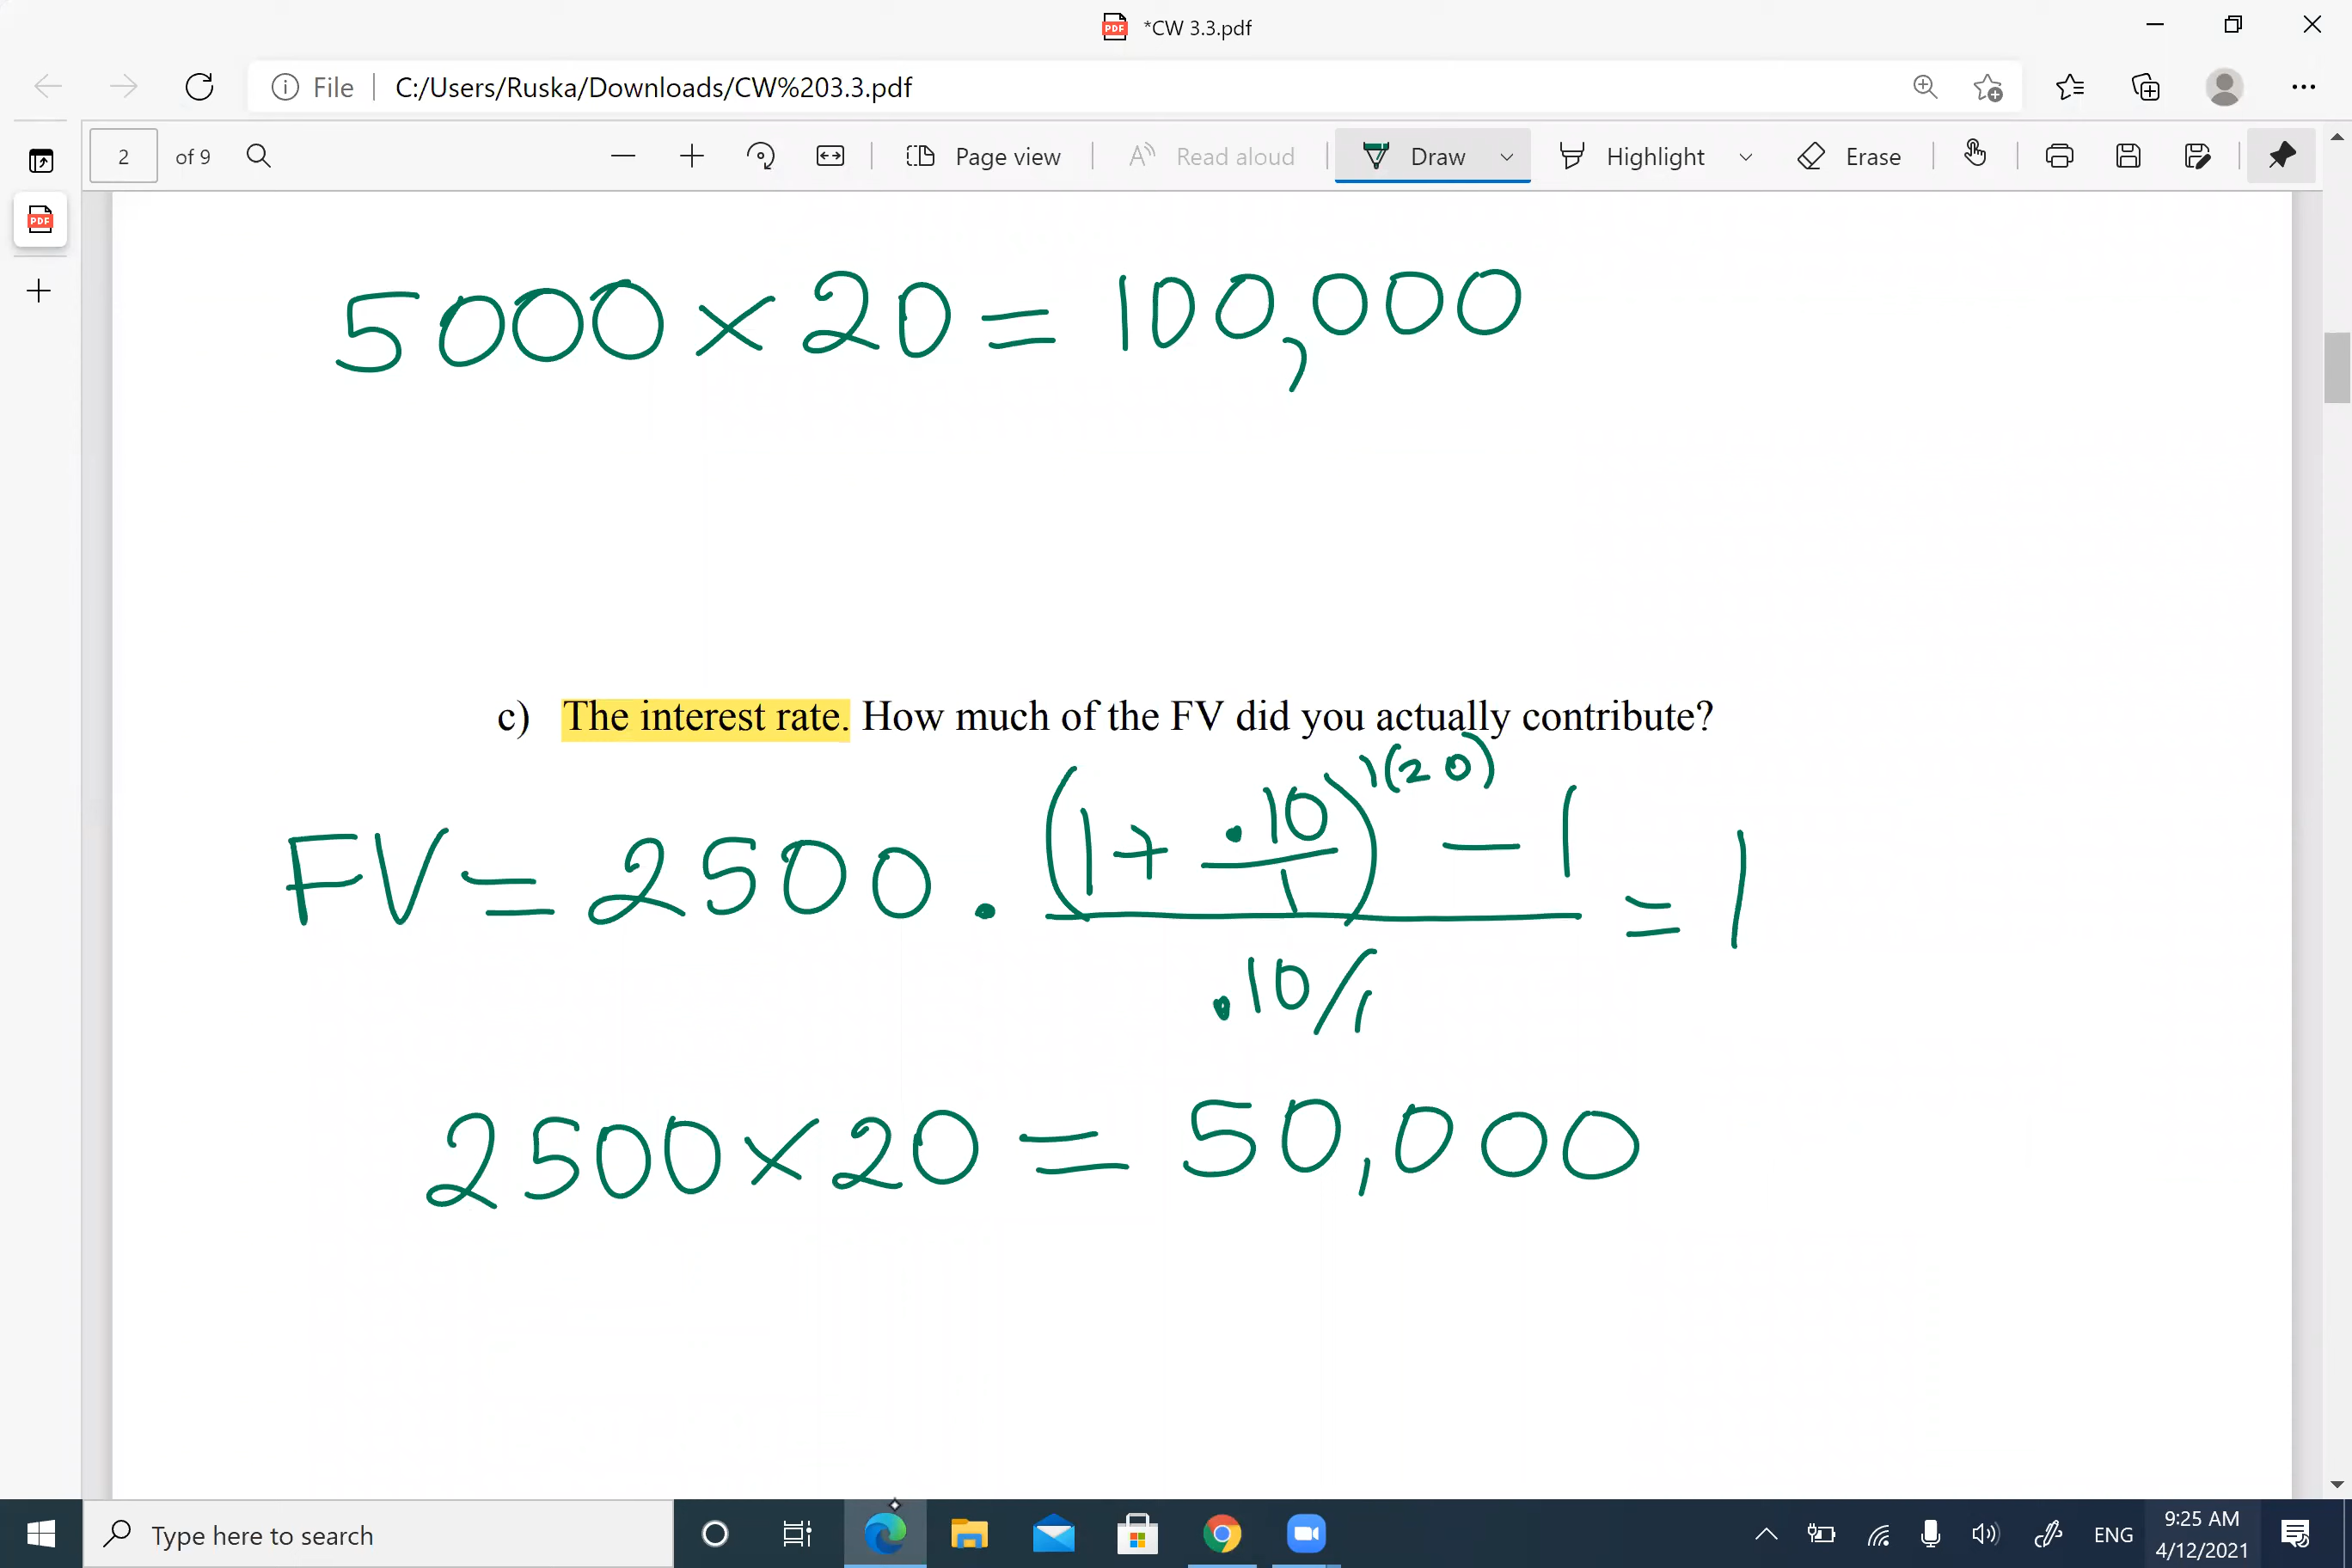 *CW 3.3.pdf
File C:/Users/Ruska/Downloads/CW%203.3.pdf
2 of 9 Page view Read aloud Draw Highlight Erase
5000 × 20 = 100,000
c) The interest rate. How much of the FV did you actually contribute?
FV = 2500 · ((1 + .10/1)^1(20) − 1)/(.10/1) = 1
2500 × 20 = 50,000
Type here to search
ENG
9:25 AM
4/12/2021